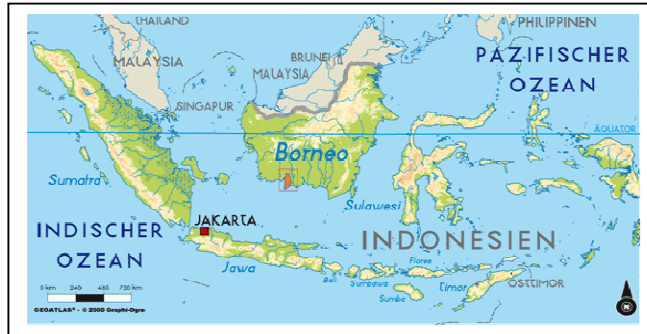 THAILAND
PHILIPPINEN
BRUNEI
MALAYSIA
MALAYSIA
PAZIFISCHER
OZEAN
SINGAPUR
ÄQUATOR
Borneo
Sumatra
Sulawesi
INDISCHER
OZEAN
JAKARTA
INDONESIEN
Jawa
Bali
Sumbawa
Flores
Sumba
Timor
OSTTIMOR
0 km 240 480 720 km
GEOATLAS® - © 2000 Graphi-Ogre